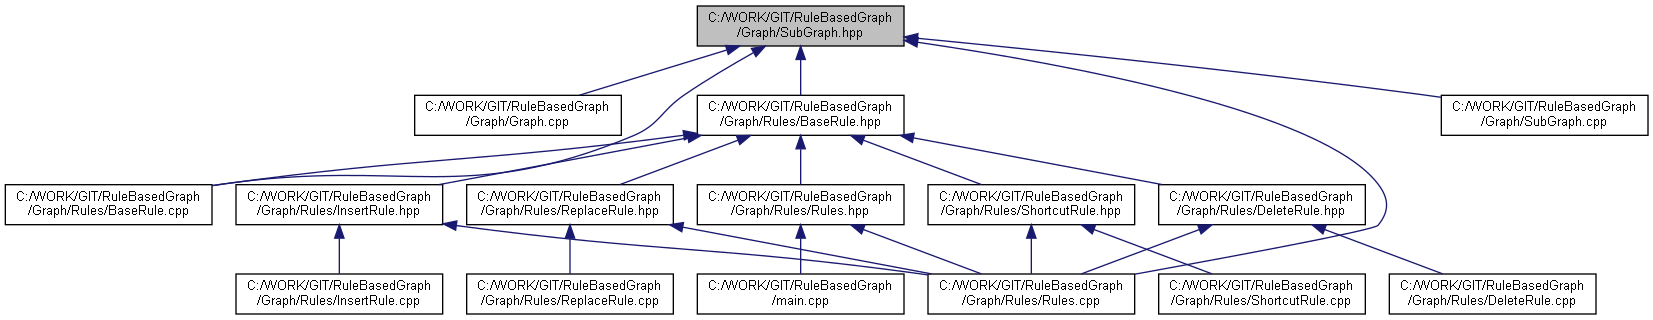 C:/WORK/GIT/RuleBasedGraph
/Graph/SubGraph.hpp
C:/WORK/GIT/RuleBasedGraph
/Graph/Graph.cpp
C:/WORK/GIT/RuleBasedGraph
/Graph/Rules/BaseRule.hpp
C:/WORK/GIT/RuleBasedGraph
/Graph/SubGraph.cpp
C:/WORK/GIT/RuleBasedGraph
/Graph/Rules/BaseRule.cpp
C:/WORK/GIT/RuleBasedGraph
/Graph/Rules/InsertRule.hpp
C:/WORK/GIT/RuleBasedGraph
/Graph/Rules/ReplaceRule.hpp
C:/WORK/GIT/RuleBasedGraph
/Graph/Rules/Rules.hpp
C:/WORK/GIT/RuleBasedGraph
/Graph/Rules/ShortcutRule.hpp
C:/WORK/GIT/RuleBasedGraph
/Graph/Rules/DeleteRule.hpp
C:/WORK/GIT/RuleBasedGraph
/Graph/Rules/InsertRule.cpp
C:/WORK/GIT/RuleBasedGraph
/Graph/Rules/ReplaceRule.cpp
C:/WORK/GIT/RuleBasedGraph
/main.cpp
C:/WORK/GIT/RuleBasedGraph
/Graph/Rules/Rules.cpp
C:/WORK/GIT/RuleBasedGraph
/Graph/Rules/ShortcutRule.cpp
C:/WORK/GIT/RuleBasedGraph
/Graph/Rules/DeleteRule.cpp